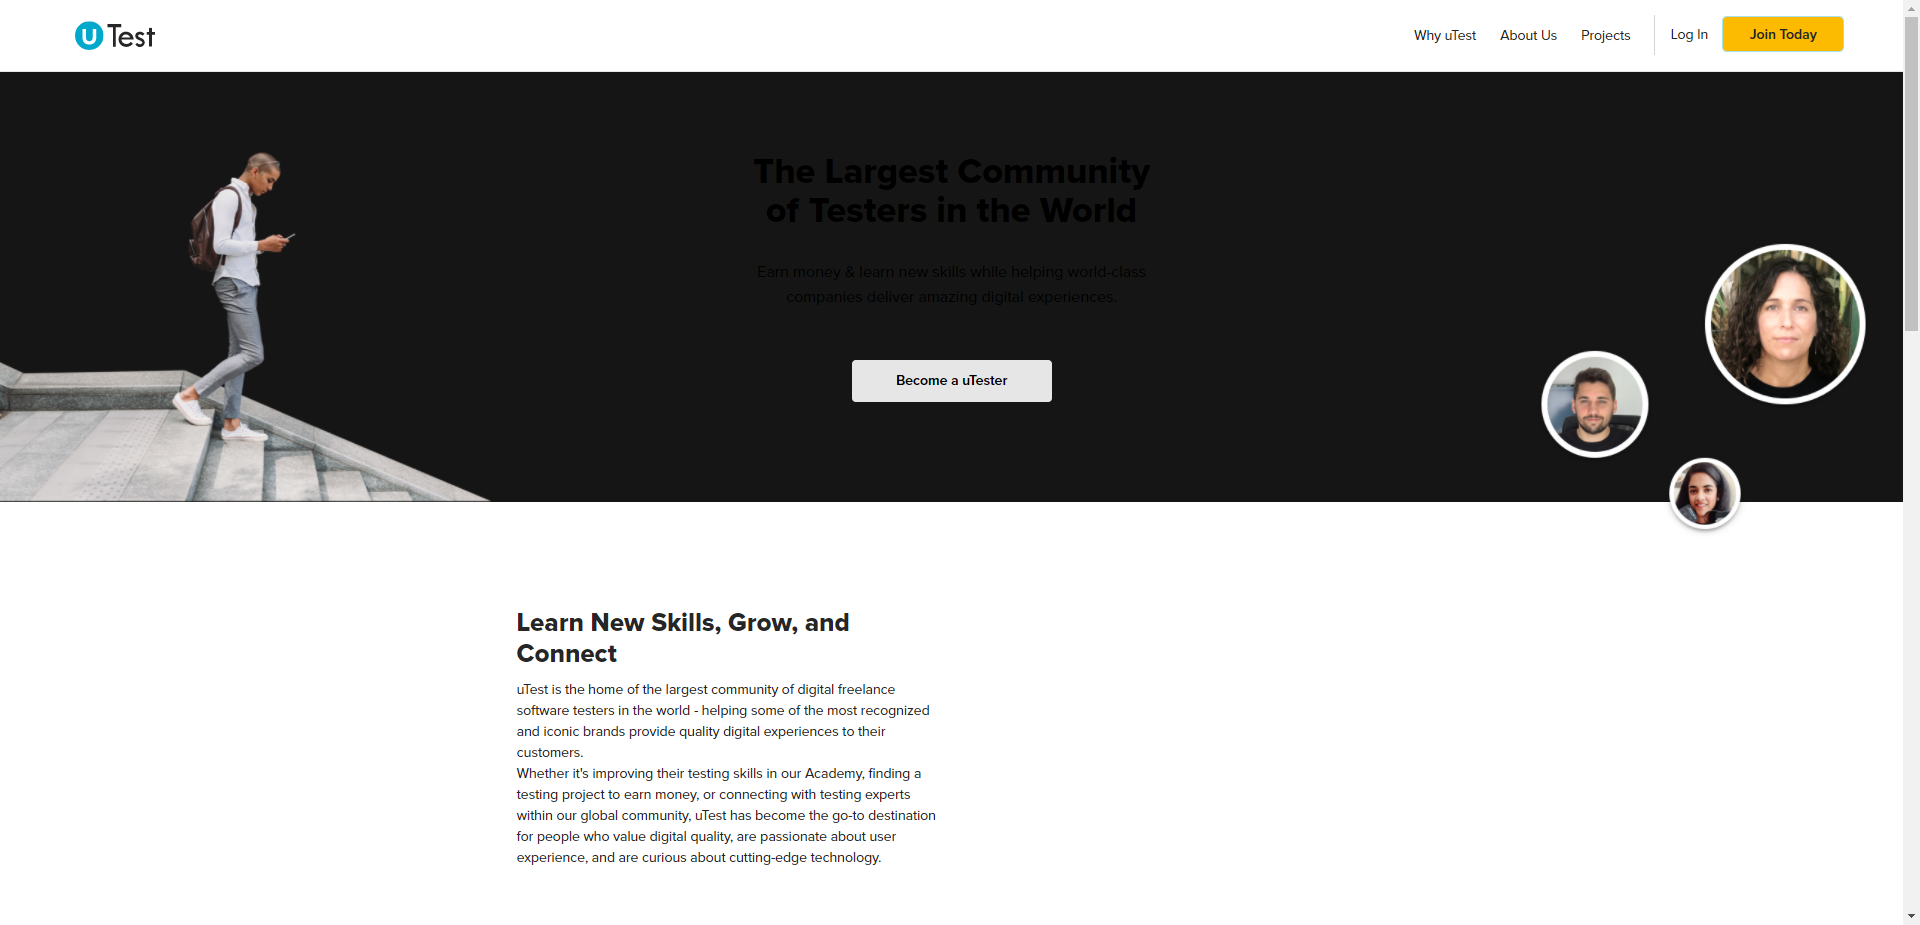 uTest
Why uTest
About Us
Projects
Log In
Join Today
The Largest Community
of Testers in the World
Earn money & learn new skills while helping world-class
companies deliver amazing digital experiences.
Become a uTester
Learn New Skills, Grow, and
Connect
uTest is the home of the largest community of digital freelance
software testers in the world - helping some of the most recognized
and iconic brands provide quality digital experiences to their
customers.
Whether it's improving their testing skills in our Academy, finding a
testing project to earn money, or connecting with testing experts
within our global community, uTest has become the go-to destination
for people who value digital quality, are passionate about user
experience, and are curious about cutting-edge technology.